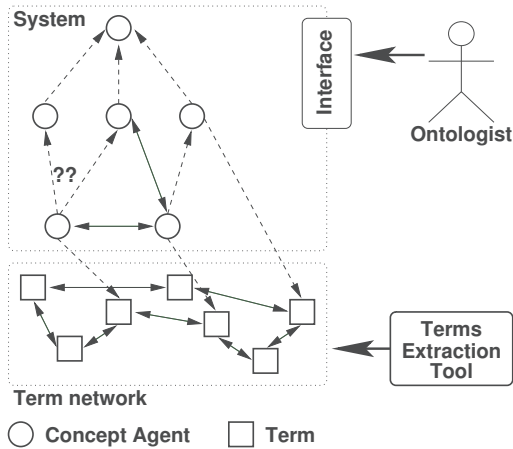 System
Interface
Ontologist
??
Terms
Extraction
Tool
Term network
Concept Agent
Term